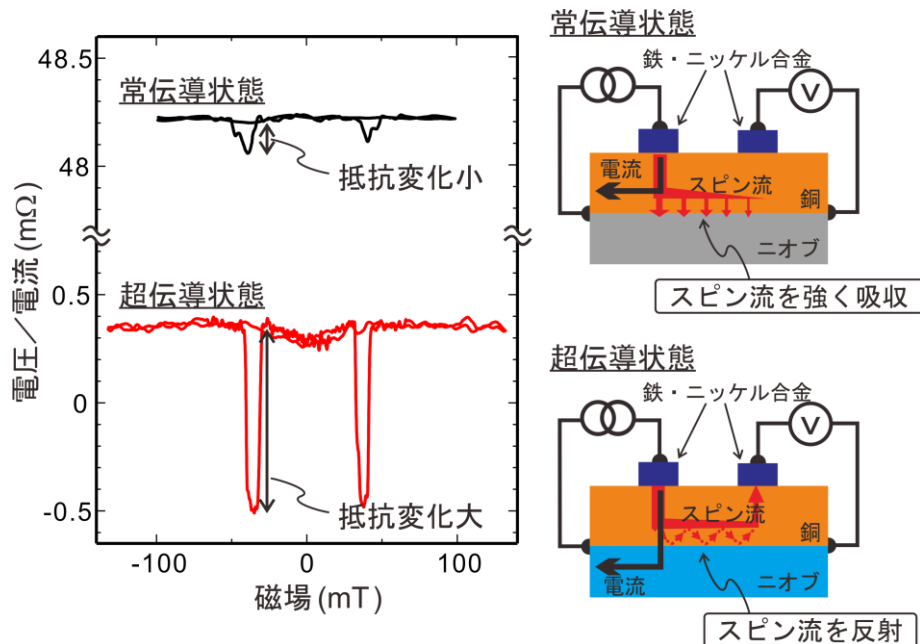 48.5
常伝導状態
48
抵抗変化小
0.5
超伝導状態
0
抵抗変化大
-0.5
-100
0
100
磁場 (mT)
電圧／電流 (mΩ)
常伝導状態
鉄・ニッケル合金
V
電流
スピン流
銅
ニオブ
スピン流を強く吸収
超伝導状態
鉄・ニッケル合金
V
スピン流
銅
電流
ニオブ
スピン流を反射